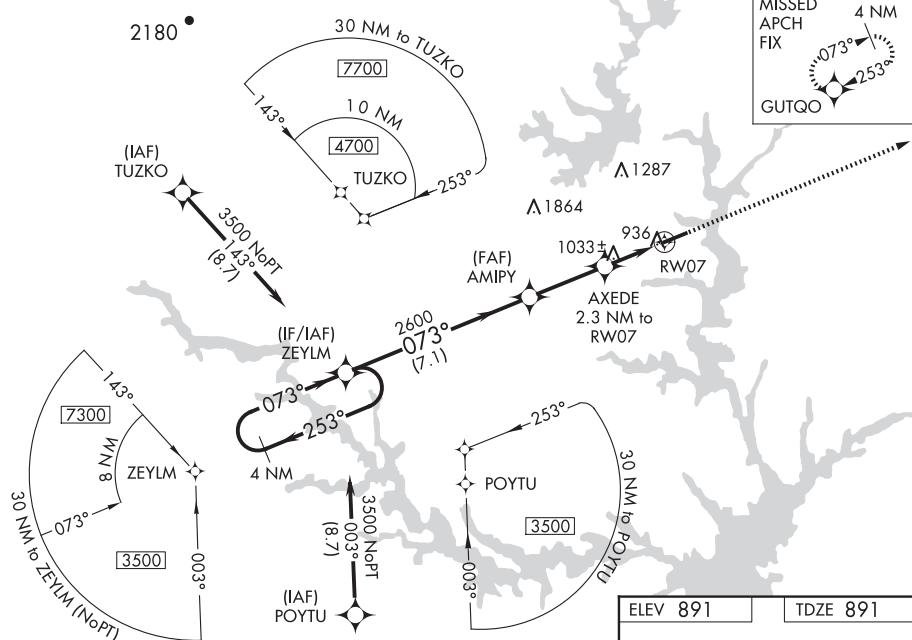 2180
30 NM to TUZKO
7700
10 NM
4700
TUZKO
143°
253°
MISSED
APCH
FIX
4 NM
073°
253°
GUTQO
(IAF)
TUZKO
3500 NoPT
143°
(8.7)
1287
1864
936
1033±
RW07
(FAF)
AMIPY
AXEDE
2.3 NM to
RW07
(IF/IAF)
ZEYLM
2600
073°
(7.1)
073°
253°
4 NM
143°
7300
8 NM
ZEYLM
073°
3500
003°
30 NM to ZEYLM (NoPT)
3500 NoPT
003°
(8.7)
(IAF)
POYTU
253°
POYTU
3500
003°
30 NM to POYTU
ELEV 891
TDZE 891